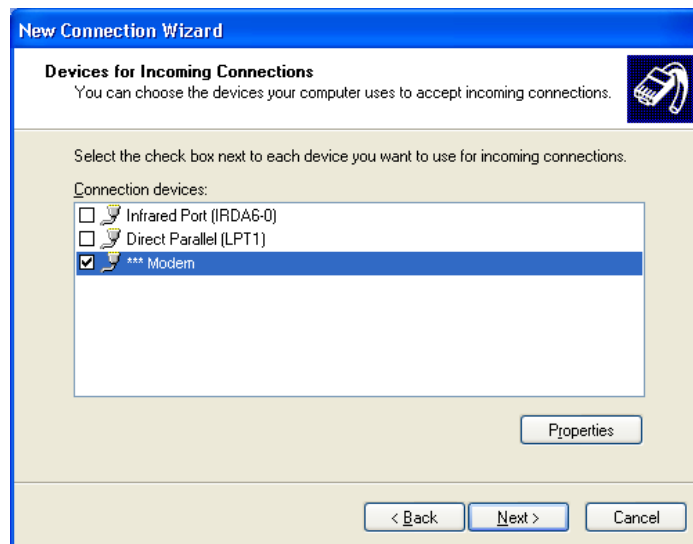 New Connection Wizard
Devices for Incoming Connections
You can choose the devices your computer uses to accept incoming connections.
Select the check box next to each device you want to use for incoming connections.
Connection devices:
Infrared Port (IRDA6-0)
Direct Parallel (LPT1)
*** Modem
Properties
< Back
Next >
Cancel